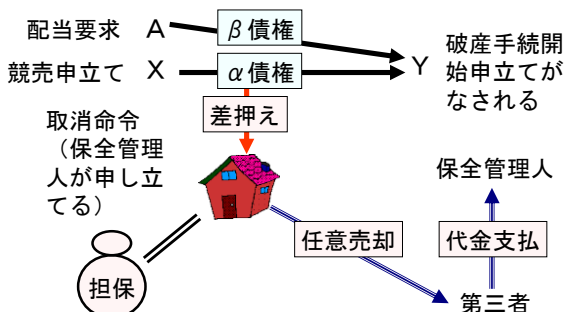 配当要求 A β債権
競売申立て X α債権 Y
破産手続開
始申立てが
なされる
差押え
取消命令
（保全管理
人が申し立
てる）
保全管理人
任意売却
代金支払
担保
第三者